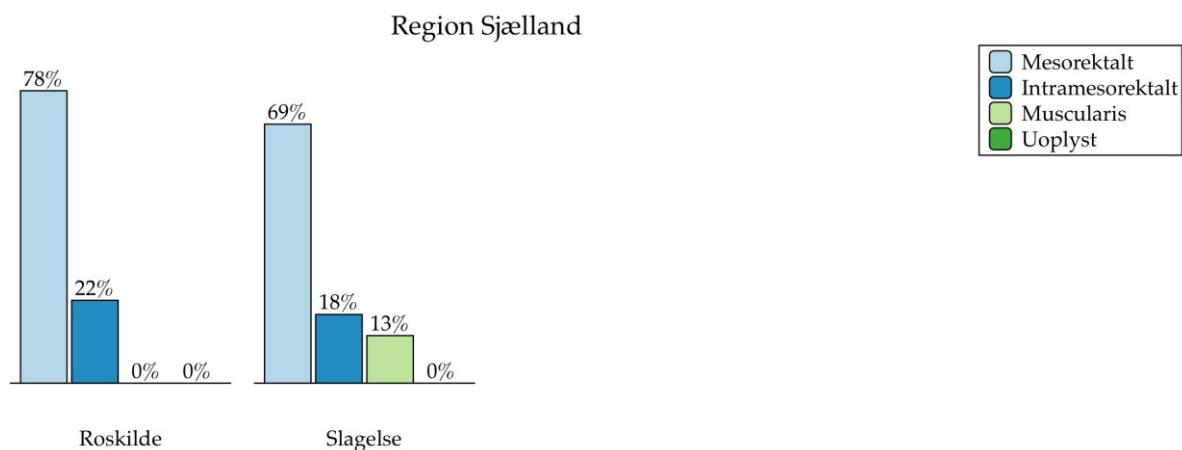 Region Sjælland
Mesorektalt
Intramesorektalt
Muscularis
Uoplyst
78%
22%
0%
0%
69%
18%
13%
0%
Roskilde
Slagelse